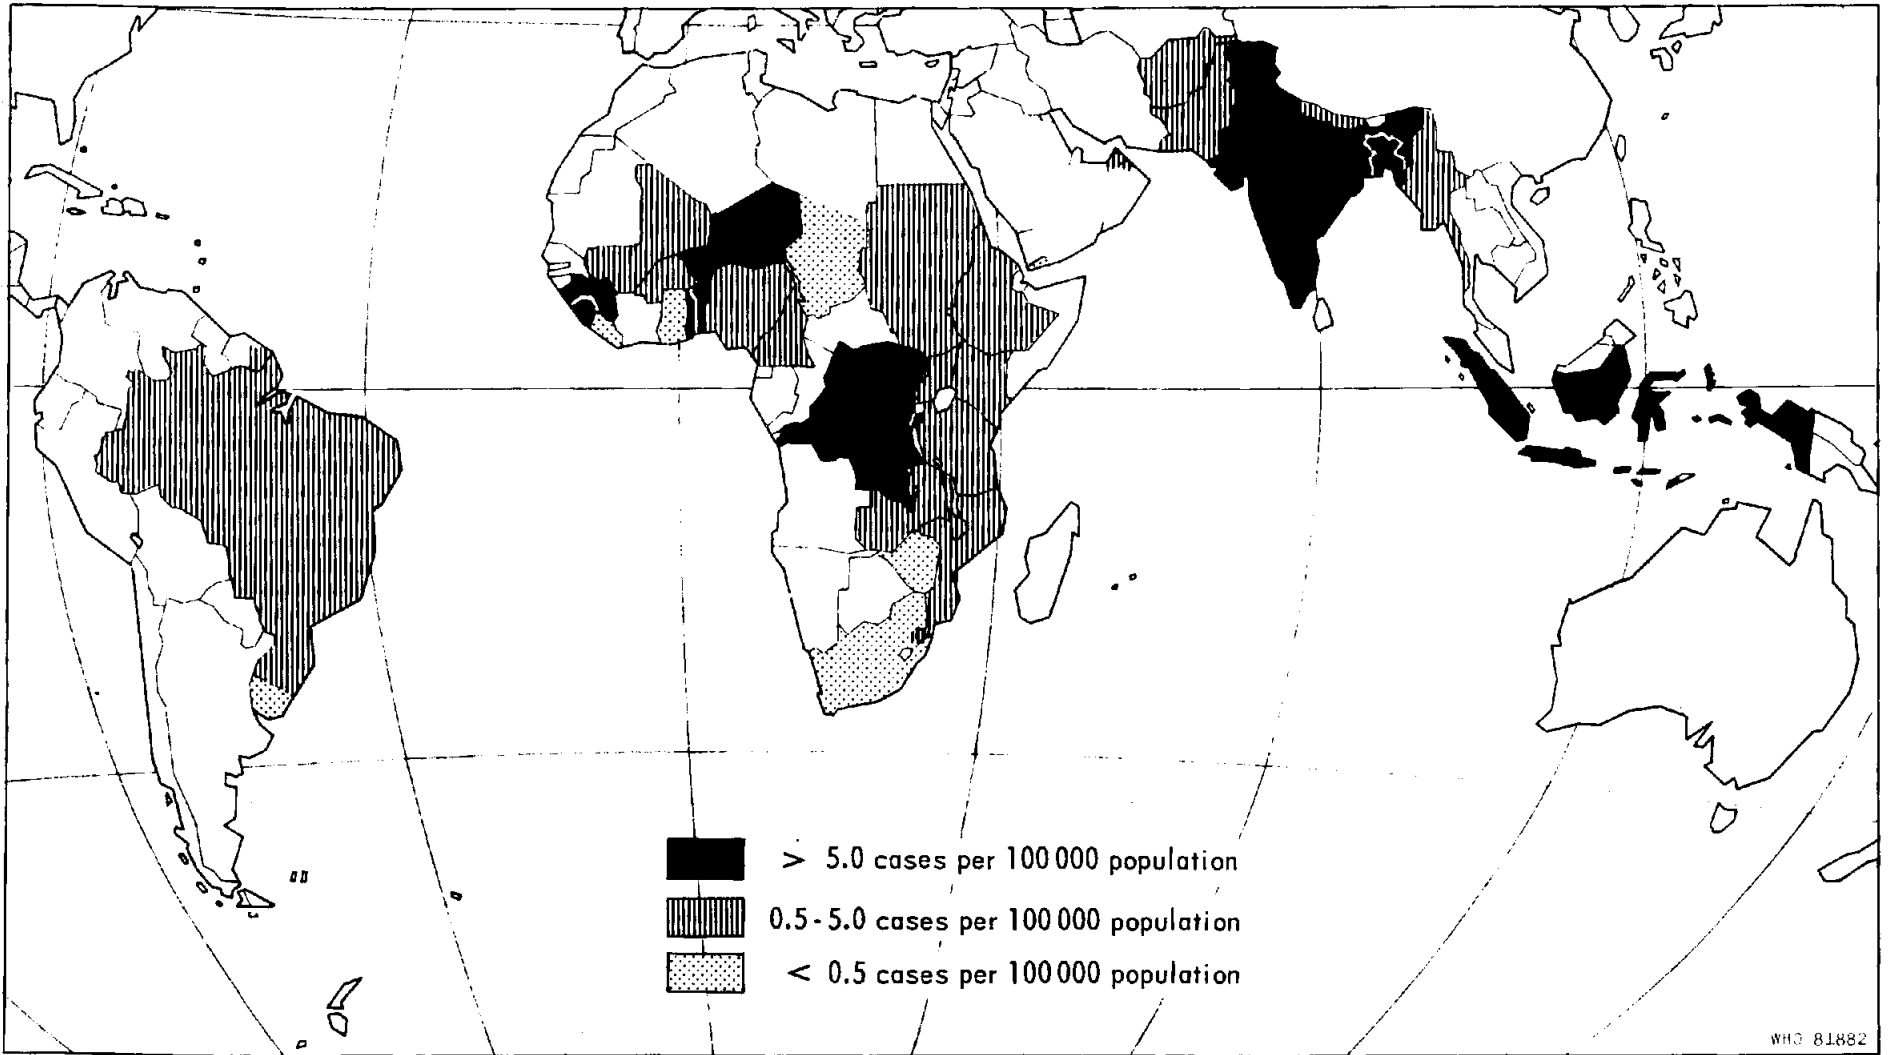 > 5.0 cases per 100 000 population
0.5-5.0 cases per 100 000 population
< 0.5 cases per 100 000 population
WHO 81882